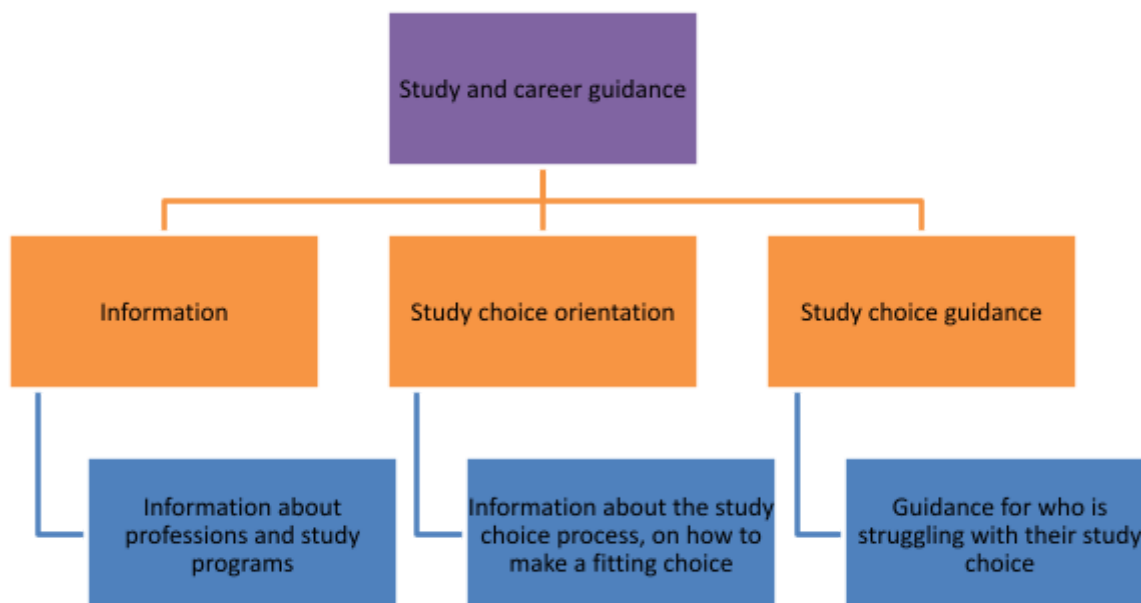 Study and career guidance
Information
Study choice orientation
Study choice guidance
Information about
professions and study
programs
Information about the study
choice process, on how to
make a fitting choice
Guidance for who is
struggling with their study
choice